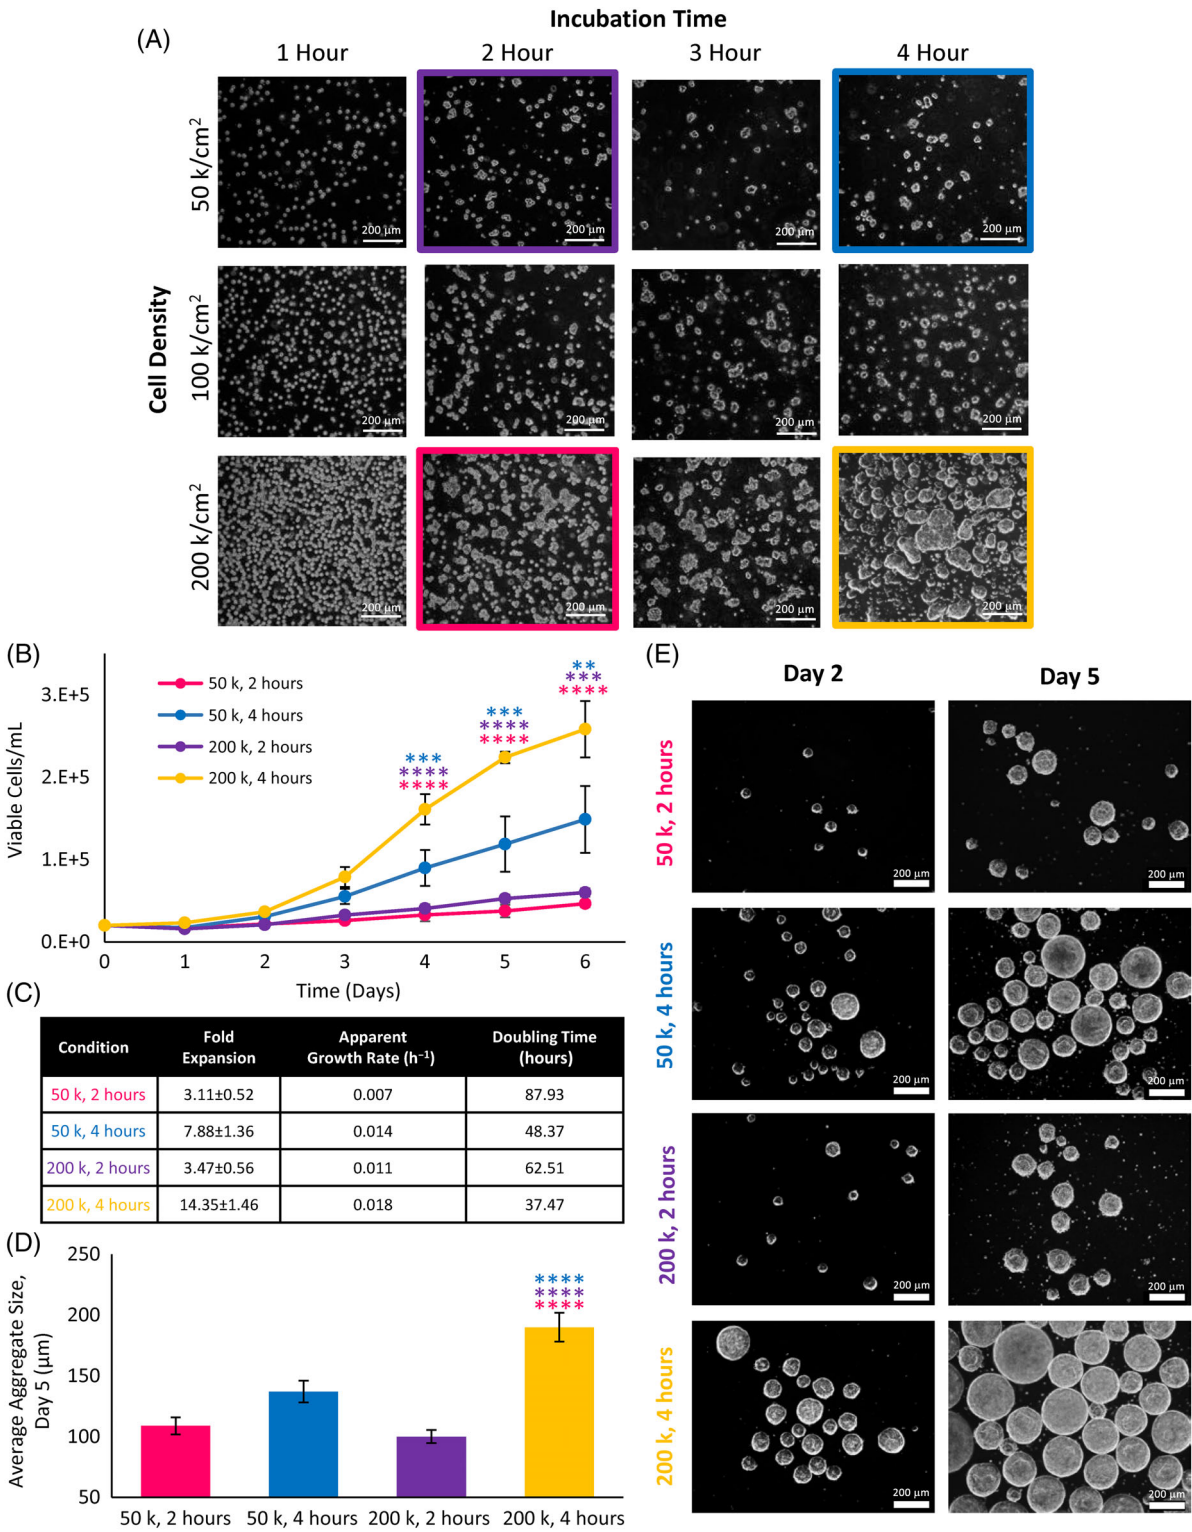 (A)
Incubation Time
1 Hour 2 Hour 3 Hour 4 Hour
Cell Density
50 k/cm²
200 µm 200 µm 200 µm 200 µm
100 k/cm²
200 µm 200 µm 200 µm 200 µm
200 k/cm²
200 µm 200 µm 200 µm 200 µm
(B)
Viable Cells/mL
3.E+5
2.E+5
1.E+5
0.E+0
50 k, 2 hours
50 k, 4 hours
200 k, 2 hours
200 k, 4 hours
***
****
****
***
****
****
**
***
****
0 1 2 3 4 5 6
Time (Days)
(C)
Condition Fold Expansion Apparent Growth Rate (h⁻¹) Doubling Time (hours)
50 k, 2 hours 3.11±0.52 0.007 87.93
50 k, 4 hours 7.88±1.36 0.014 48.37
200 k, 2 hours 3.47±0.56 0.011 62.51
200 k, 4 hours 14.35±1.46 0.018 37.47
(D)
Average Aggregate Size,
Day 5 (µm)
250
200
150
100
50
****
****
****
50 k, 2 hours 50 k, 4 hours 200 k, 2 hours 200 k, 4 hours
(E)
Day 2 Day 5
50 k, 2 hours
200 µm 200 µm
50 k, 4 hours
200 µm 200 µm
200 k, 2 hours
200 µm 200 µm
200 k, 4 hours
200 µm 200 µm